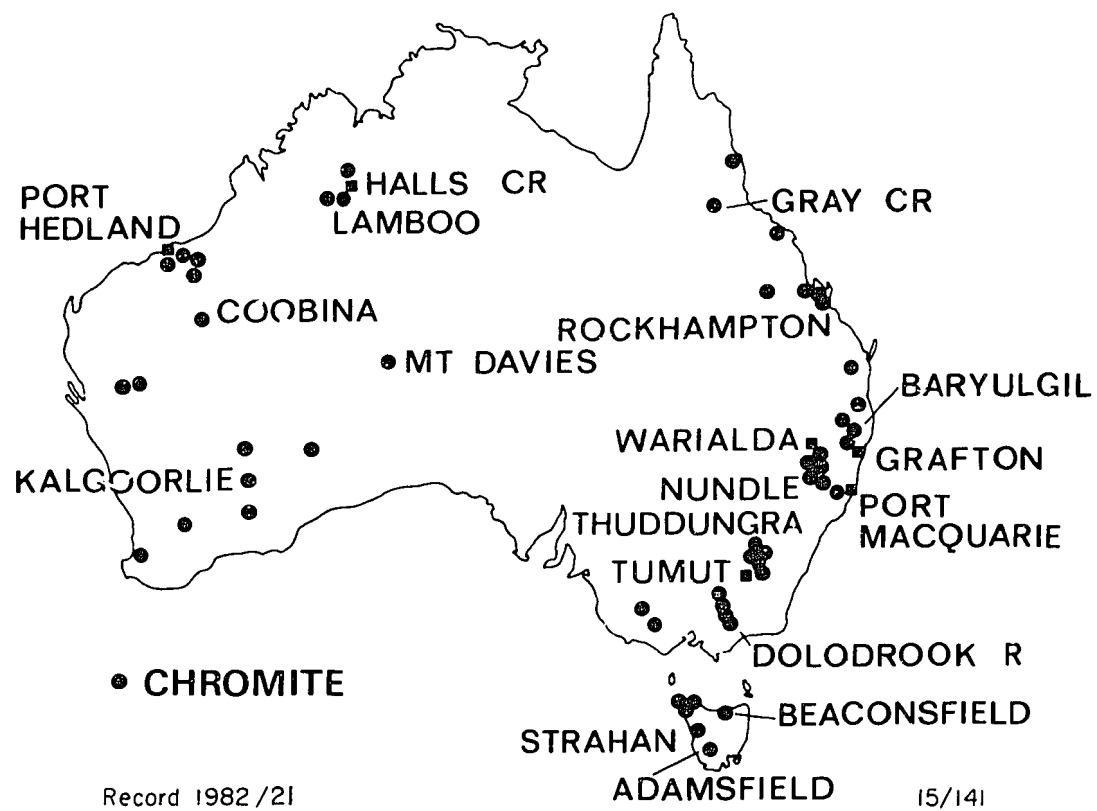 HALLS CR
PORT
HEDLAND
LAMBOO
GRAY CR
COOBINA
ROCKHAMPTON
MT DAVIES
BARYULGIL
WARIALDA
KALGOORLIE
GRAFTON
NUNDLE
PORT
MACQUARIE
THUDDUNGRA
TUMUT
DOLODROOK R
CHROMITE
BEACONSFIELD
STRAHAN
ADAMSFIELD
Record 1982/21
15/141